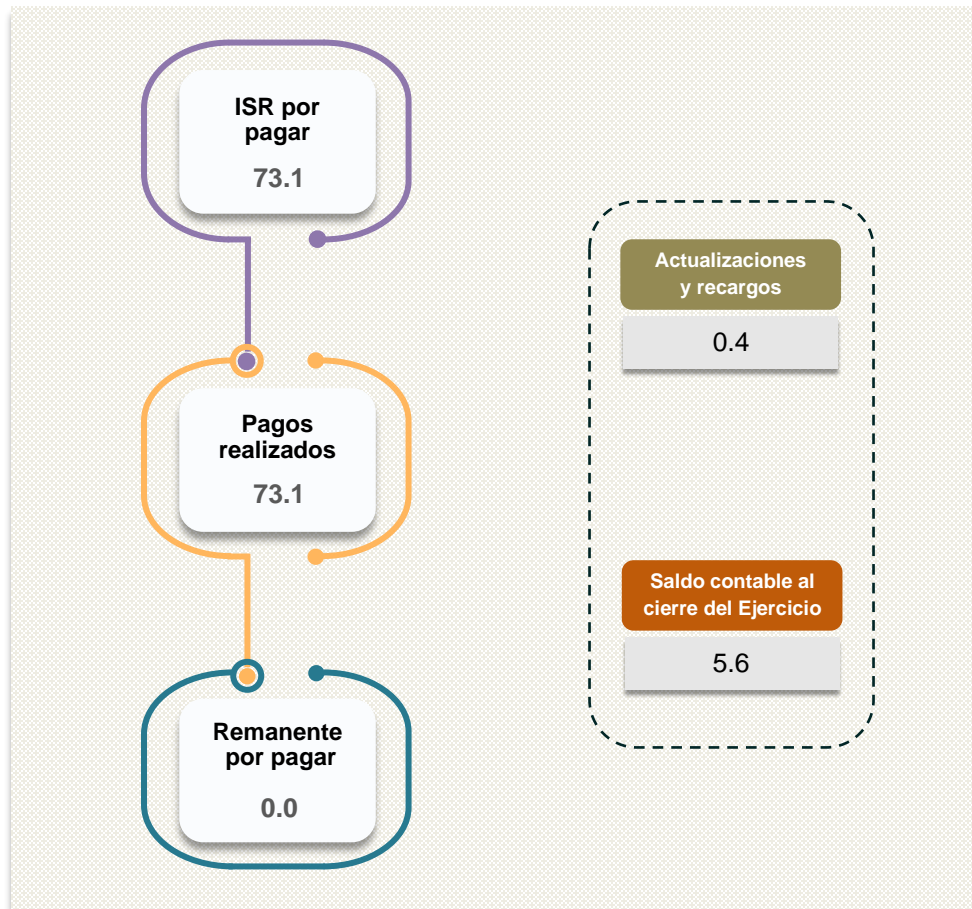 ISR por
pagar
73.1
Pagos
realizados
73.1
Remanente
por pagar
0.0
Actualizaciones
y recargos
0.4
Saldo contable al
cierre del Ejercicio
5.6